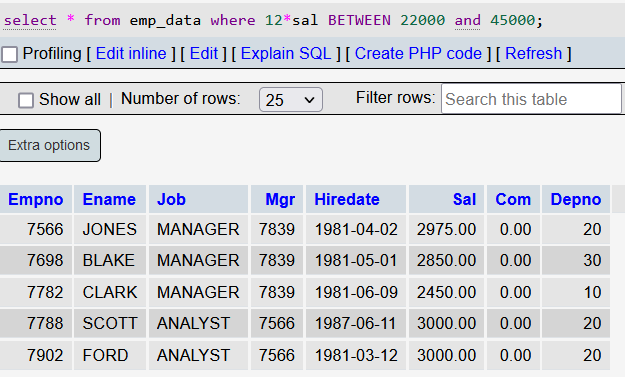 select * from emp_data where 12*sal BETWEEN 22000 and 45000;
Profiling [ Edit inline ] [ Edit ] [ Explain SQL ] [ Create PHP code ] [ Refresh ]
Show all | Number of rows: 25 Filter rows: Search this table
Extra options
Empno Ename Job Mgr Hiredate Sal Com Depno
7566 JONES MANAGER 7839 1981-04-02 2975.00 0.00 20
7698 BLAKE MANAGER 7839 1981-05-01 2850.00 0.00 30
7782 CLARK MANAGER 7839 1981-06-09 2450.00 0.00 10
7788 SCOTT ANALYST 7566 1987-06-11 3000.00 0.00 20
7902 FORD ANALYST 7566 1981-03-12 3000.00 0.00 20